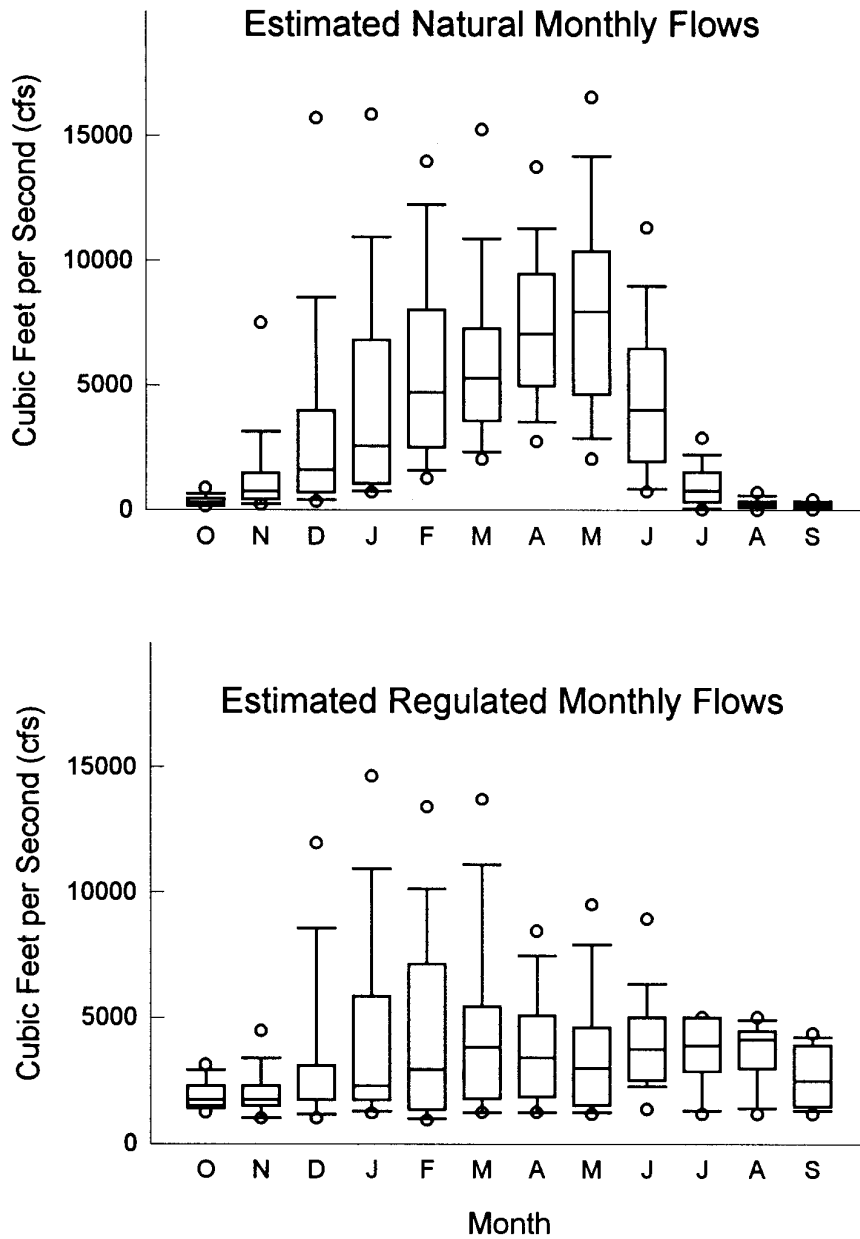 Estimated Natural Monthly Flows
Cubic Feet per Second (cfs)
15000
10000
5000
0
O N D J F M A M J J A S
Estimated Regulated Monthly Flows
Cubic Feet per Second (cfs)
15000
10000
5000
0
O N D J F M A M J J A S
Month